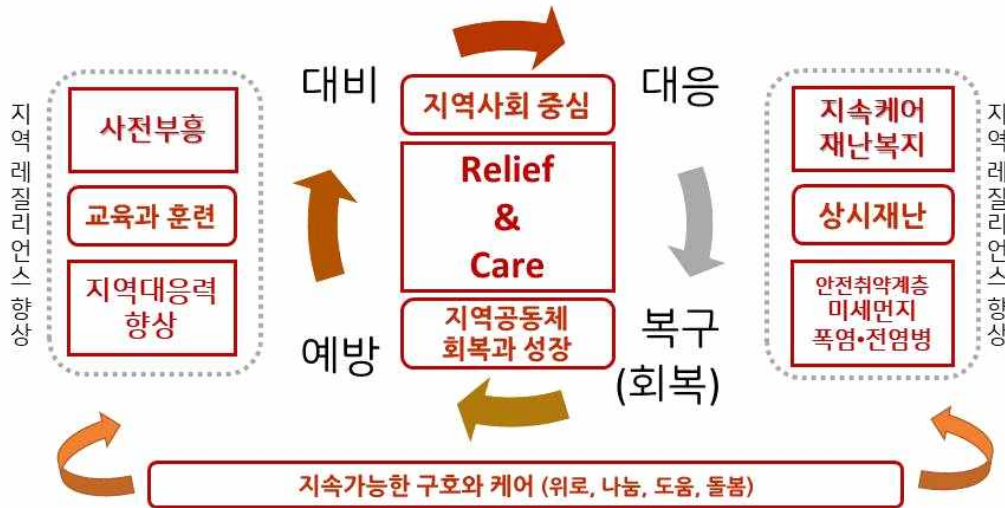 지역 레질리언스 향상
사전부흥
교육과 훈련
지역대응력
향상
대비
지역사회 중심
대응
Relief
&
Care
예방
지역공동체
회복과 성장
복구
(회복)
지속케어
재난복지
상시재난
안전취약계층
미세먼지
폭염•전염병
지역 레질리언스 향상
지속가능한 구호와 케어 (위로, 나눔, 도움, 돌봄)